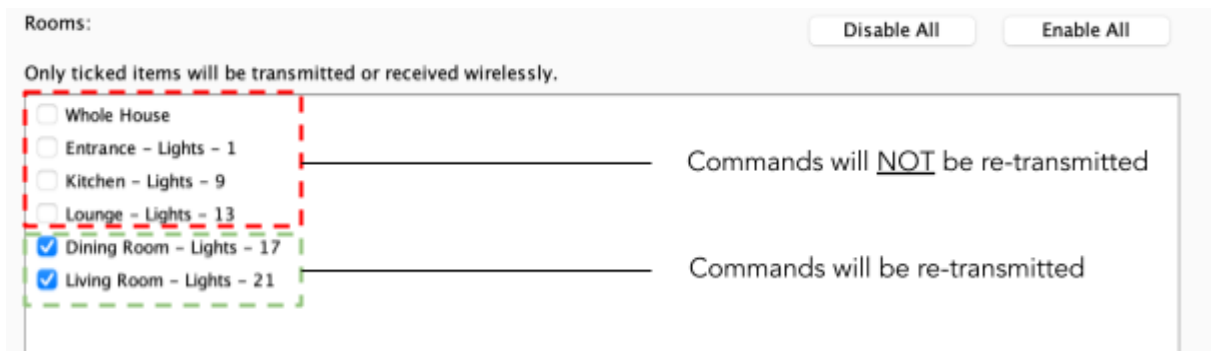 Rooms:
Disable All
Enable All
Only ticked items will be transmitted or received wirelessly.
Whole House
Entrance – Lights – 1
Kitchen – Lights – 9
Lounge – Lights – 13
Dining Room – Lights – 17
Living Room – Lights – 21
Commands will NOT be re-transmitted
Commands will be re-transmitted